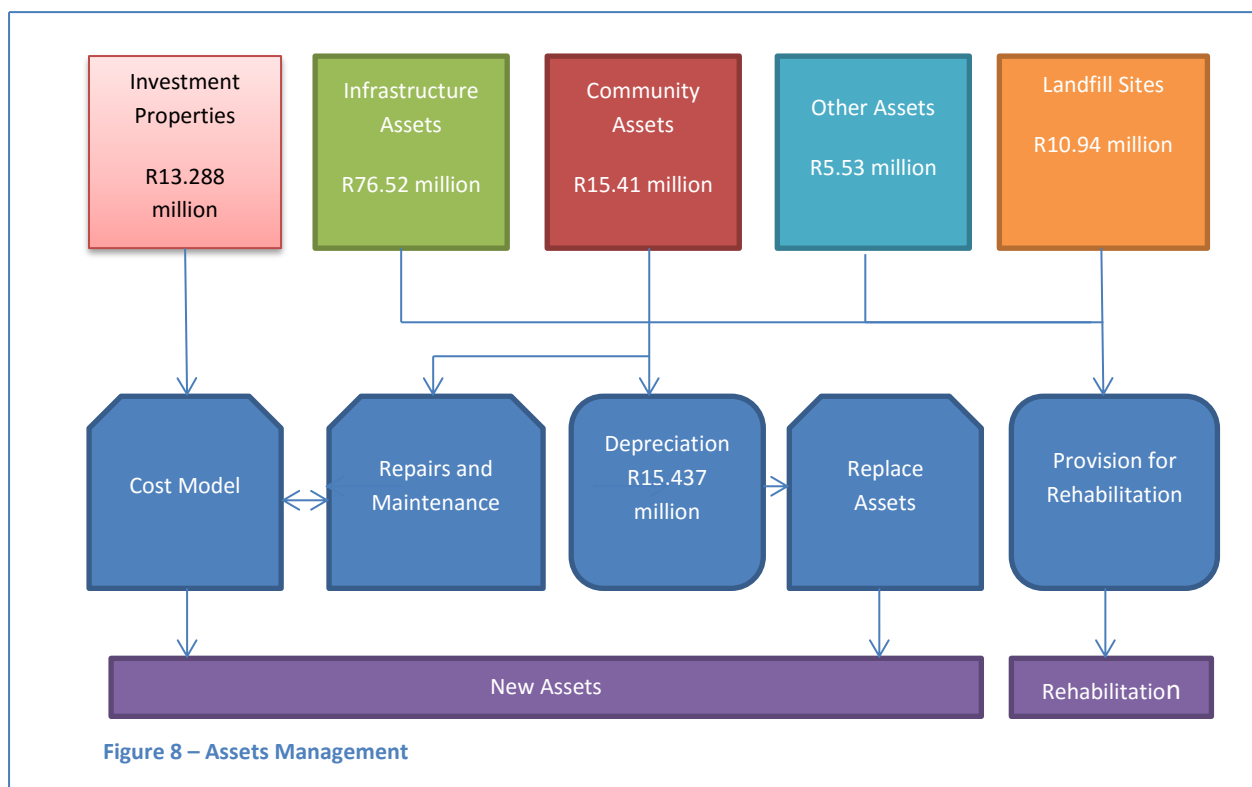 Investment
Properties
R13.288
million
Infrastructure
Assets
R76.52 million
Community
Assets
R15.41 million
Other Assets
R5.53 million
Landfill Sites
R10.94 million
Cost Model
Repairs and
Maintenance
Depreciation
R15.437
million
Replace
Assets
Provision for
Rehabilitation
New Assets
Rehabilitation
Figure 8 – Assets Management